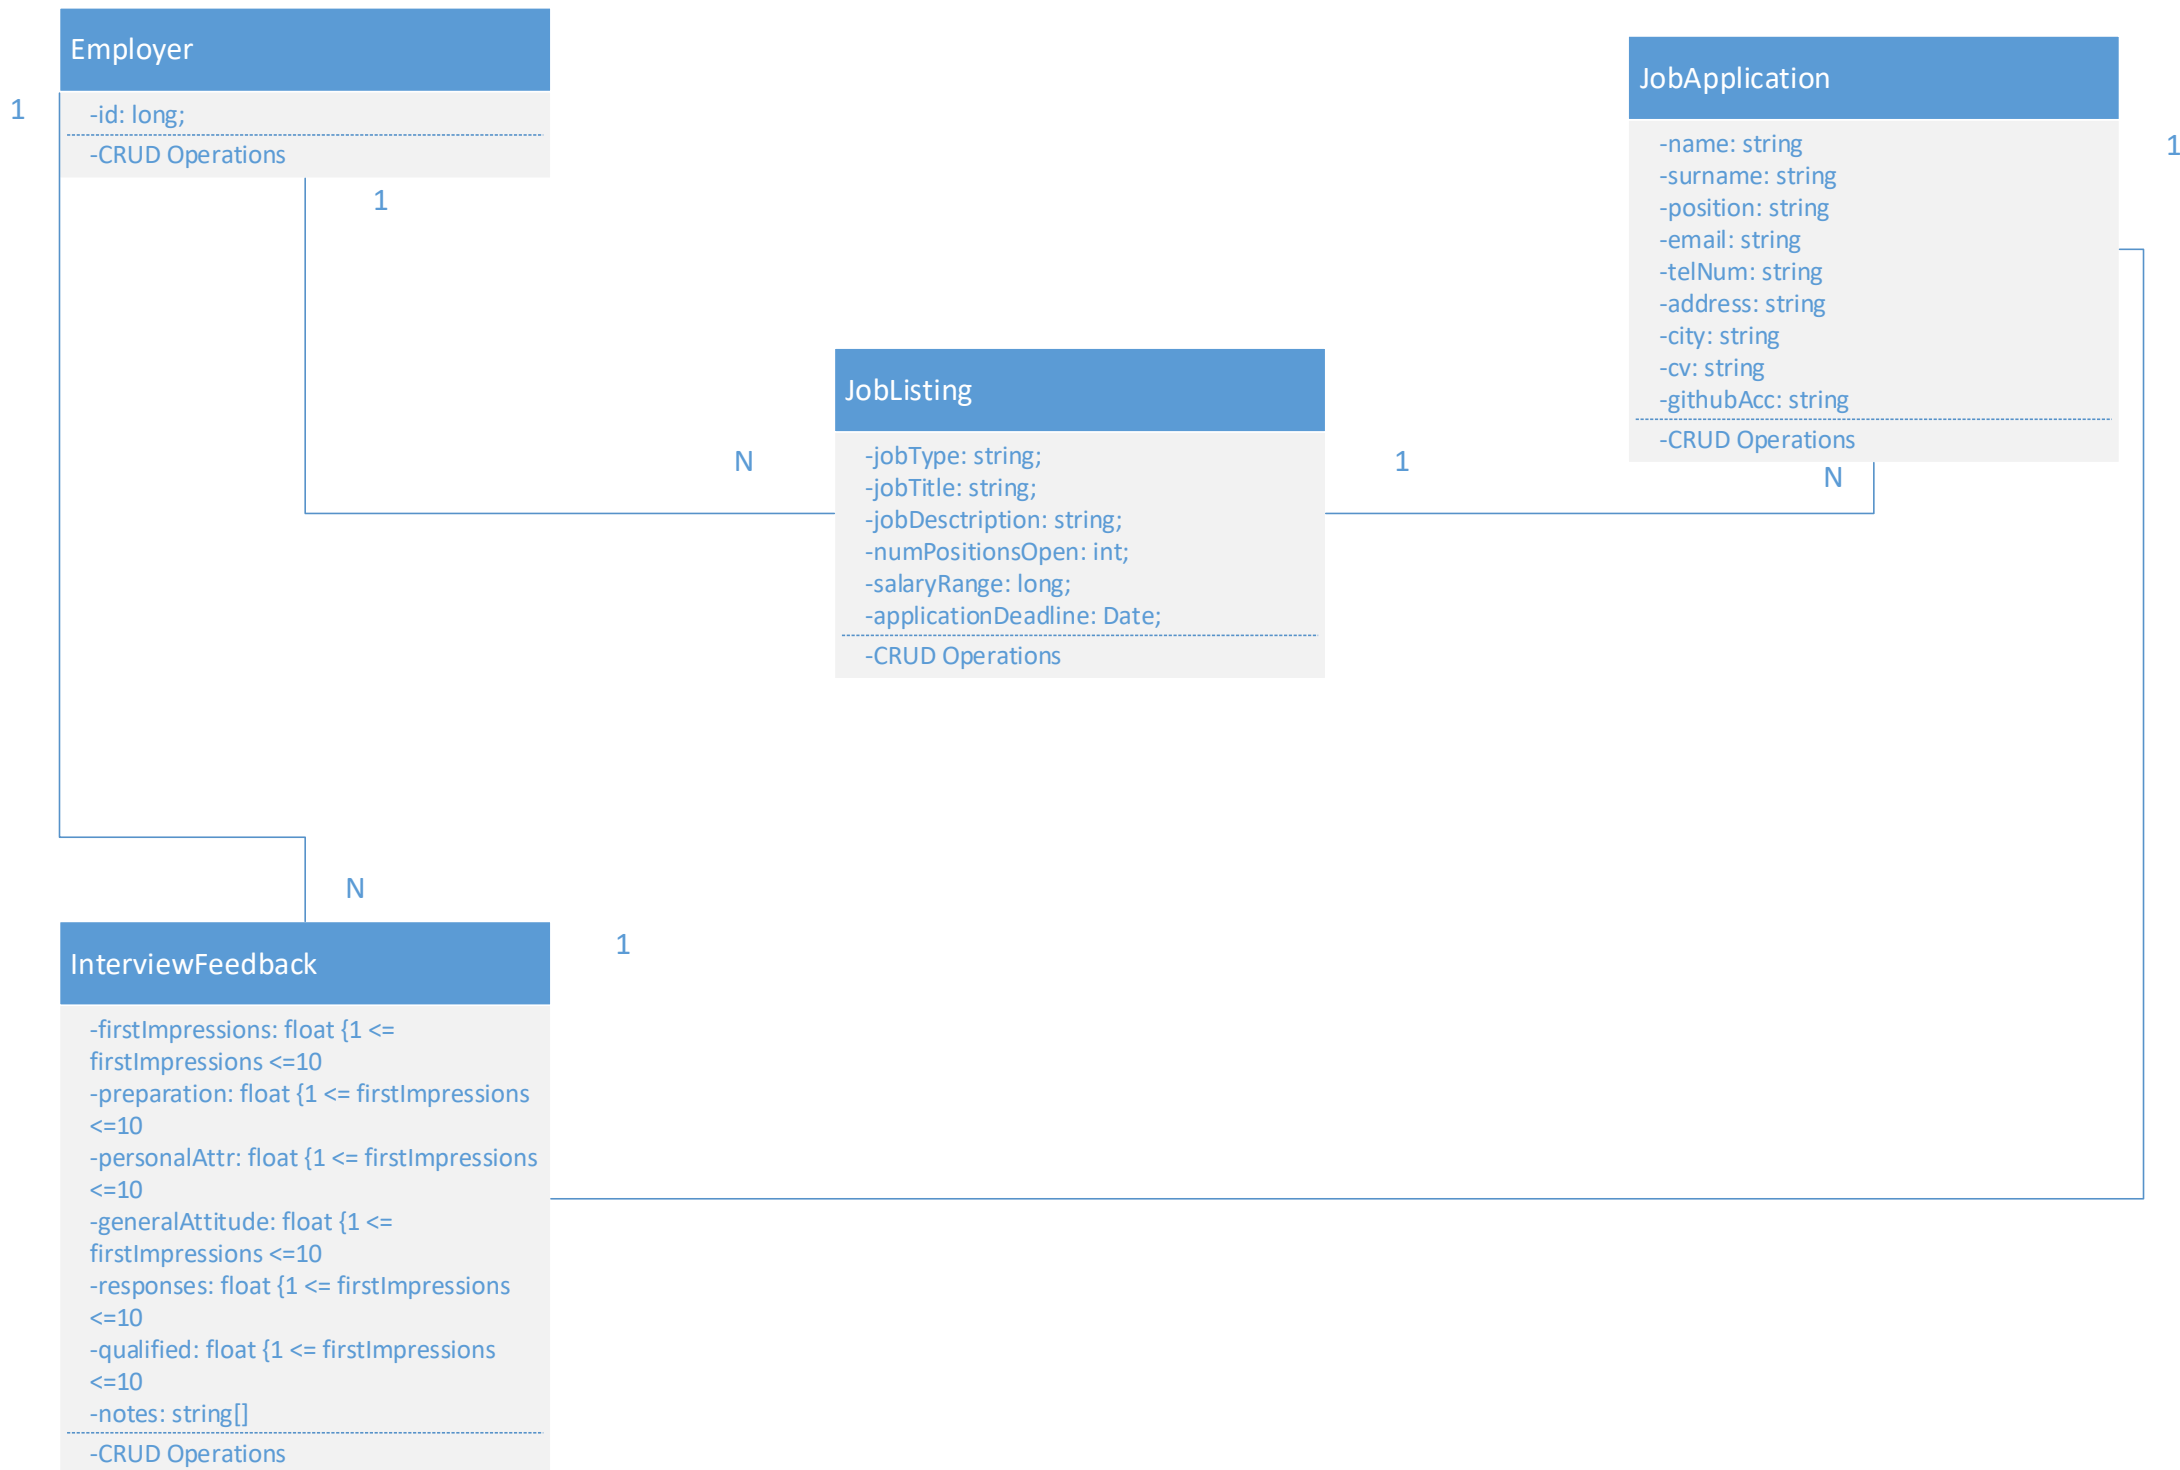 Employer
1
-id: long;
-CRUD Operations
1
JobApplication
1
-name: string
-surname: string
-position: string
-email: string
-telNum: string
-address: string
-city: string
-cv: string
-githubAcc: string
-CRUD Operations
N
JobListing
N
1
-jobType: string;
-jobTitle: string;
-jobDesctription: string;
-numPositionsOpen: int;
-salaryRange: long;
-applicationDeadline: Date;
-CRUD Operations
N
1
InterviewFeedback
-firstImpressions: float {1 <=
firstImpressions <=10
-preparation: float {1 <= firstImpressions
<=10
-personalAttr: float {1 <= firstImpressions
<=10
-generalAttitude: float {1 <=
firstImpressions <=10
-responses: float {1 <= firstImpressions
<=10
-qualified: float {1 <= firstImpressions
<=10
-notes: string[]
-CRUD Operations